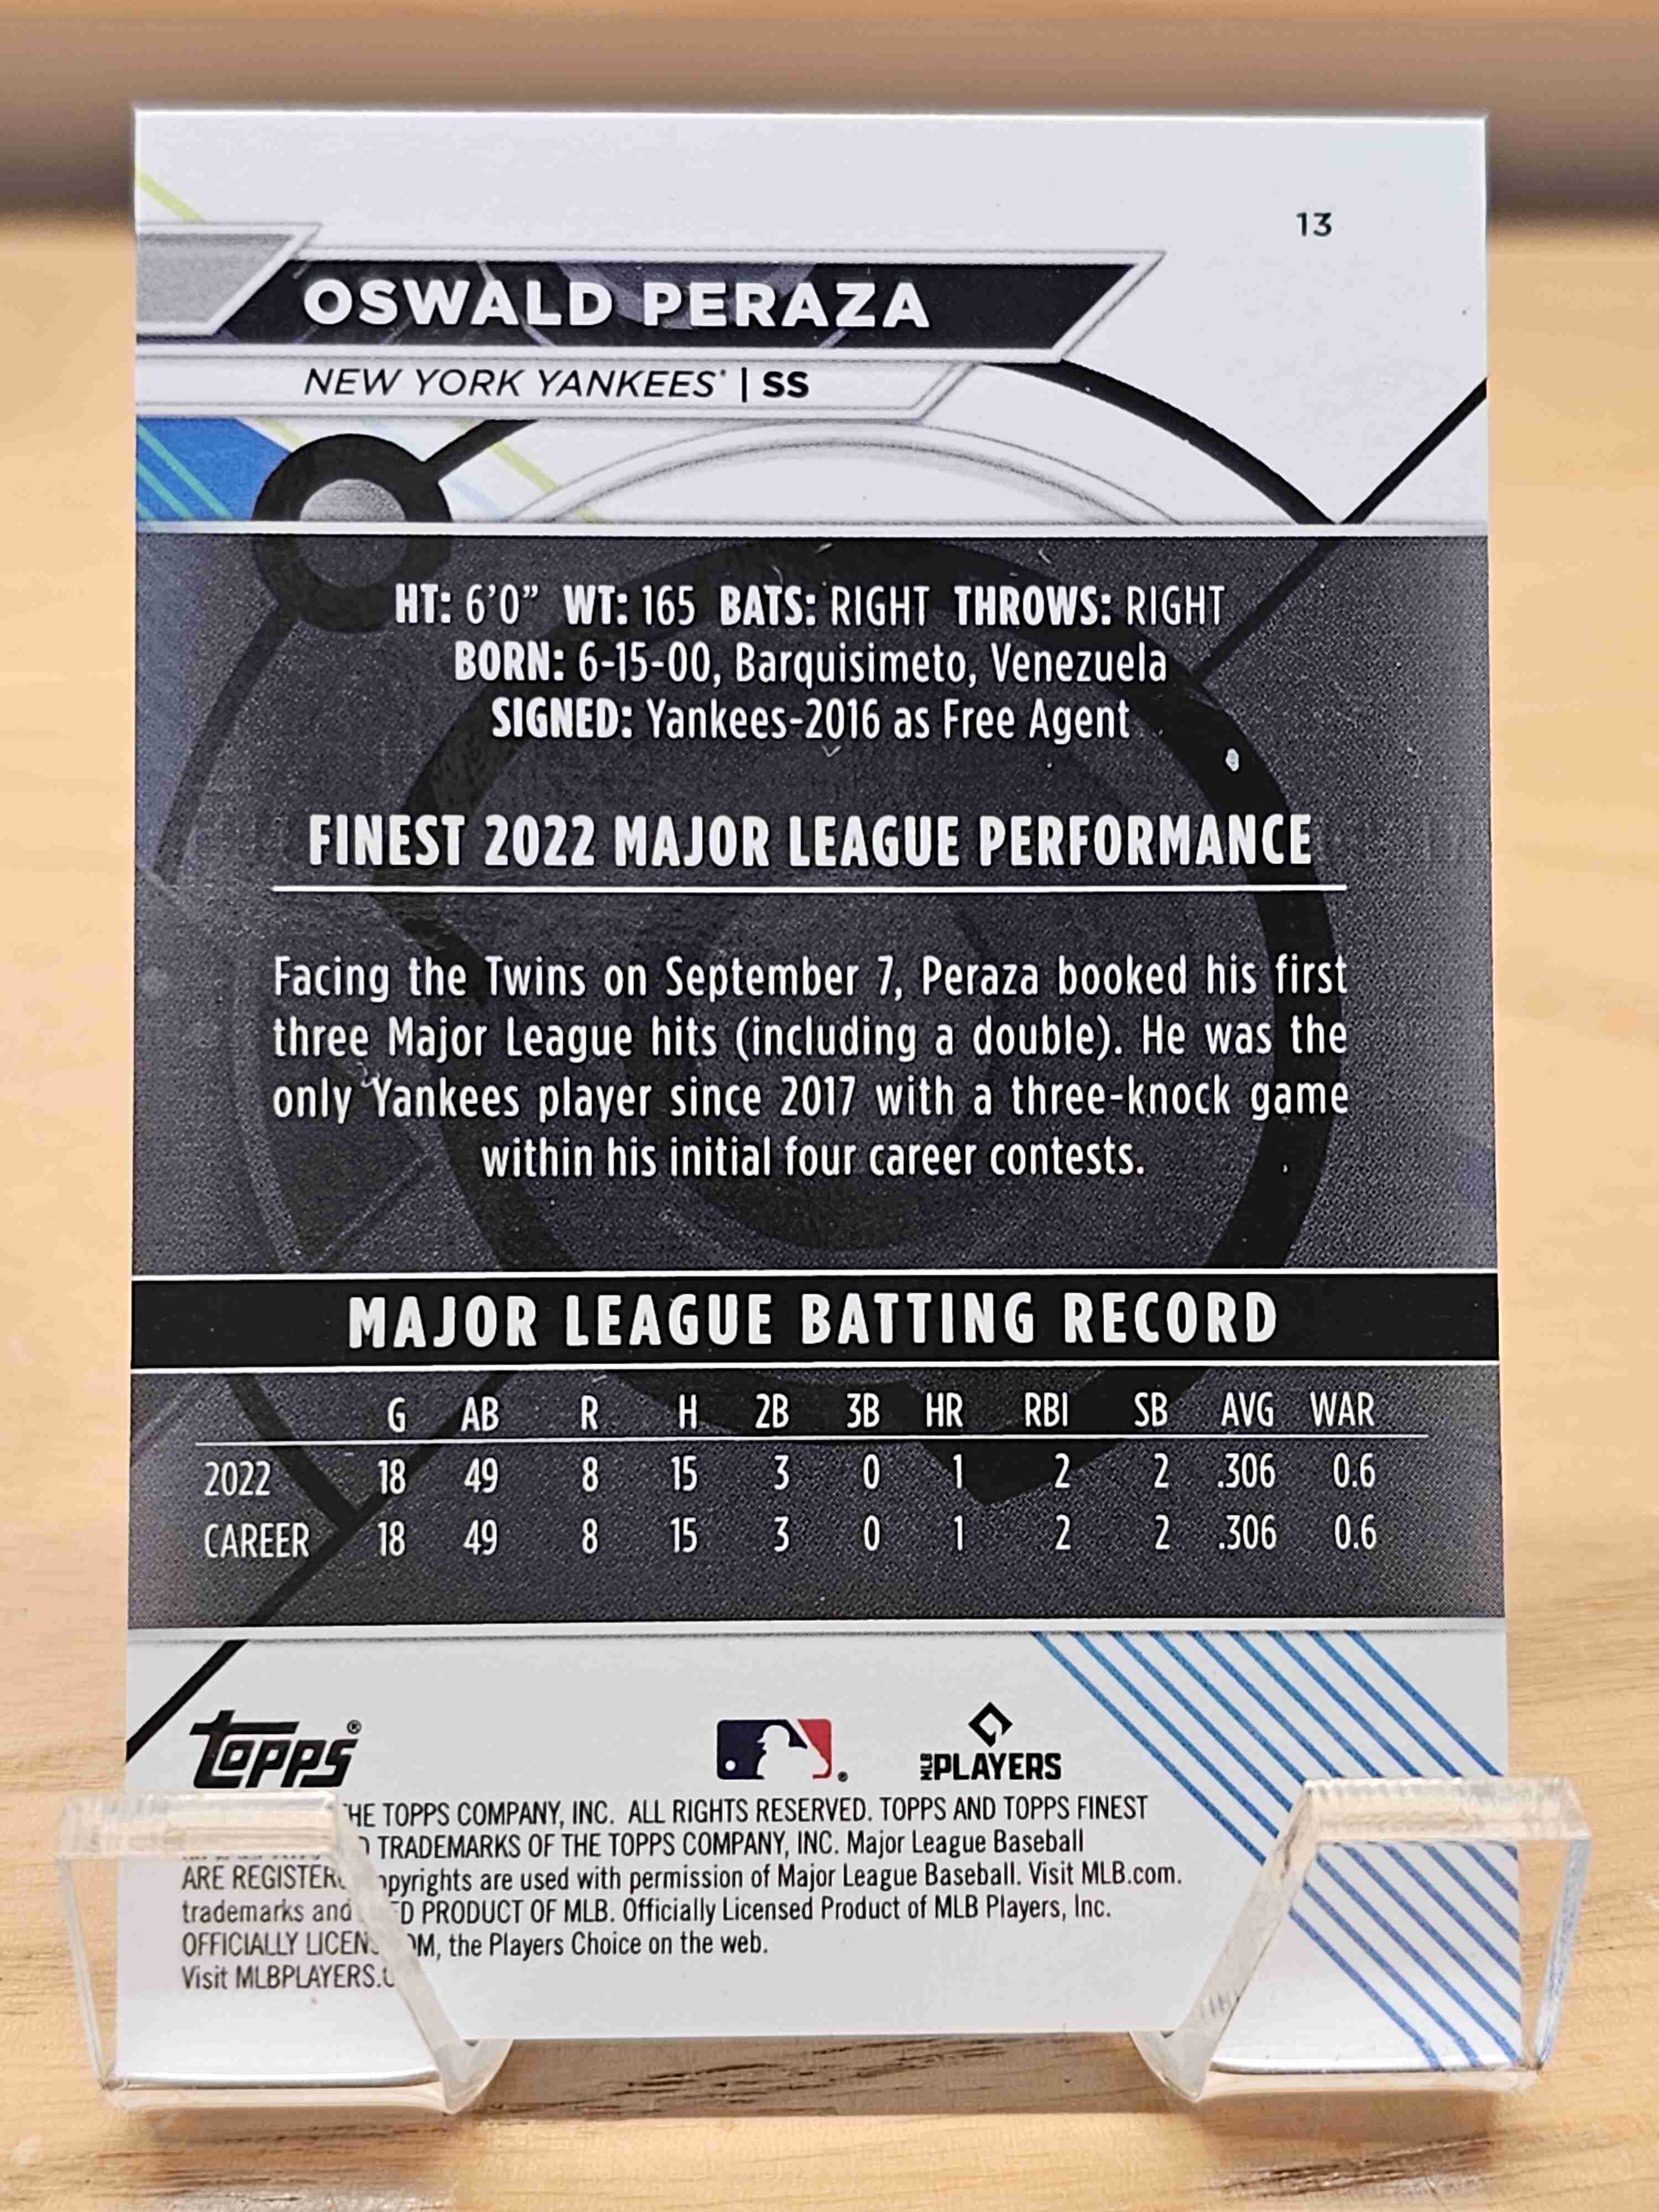 13
OSWALD PERAZA
NEW YORK YANKEES® | SS
HT: 6'0" WT: 165 BATS: RIGHT THROWS: RIGHT
BORN: 6-15-00, Barquisimeto, Venezuela
SIGNED: Yankees-2016 as Free Agent
FINEST 2022 MAJOR LEAGUE PERFORMANCE
Facing the Twins on September 7, Peraza booked his first
three Major League hits (including a double). He was the
only Yankees player since 2017 with a three-knock game
within his initial four career contests.
MAJOR LEAGUE BATTING RECORD
G AB R H 2B 3B HR RBI SB AVG WAR
2022 18 49 8 15 3 0 1 2 2 .306 0.6
CAREER 18 49 8 15 3 0 1 2 2 .306 0.6
Topps®
MLB PLAYERS
THE TOPPS COMPANY, INC. ALL RIGHTS RESERVED. TOPPS AND TOPPS FINEST
ARE TRADEMARKS OF THE TOPPS COMPANY, INC. Major League Baseball
trademarks and copyrights are used with permission of Major League Baseball. Visit MLB.com.
OFFICIALLY PRODUCT OF MLB. Officially Licensed Product of MLB Players, Inc.
Visit the Players Choice on the web.